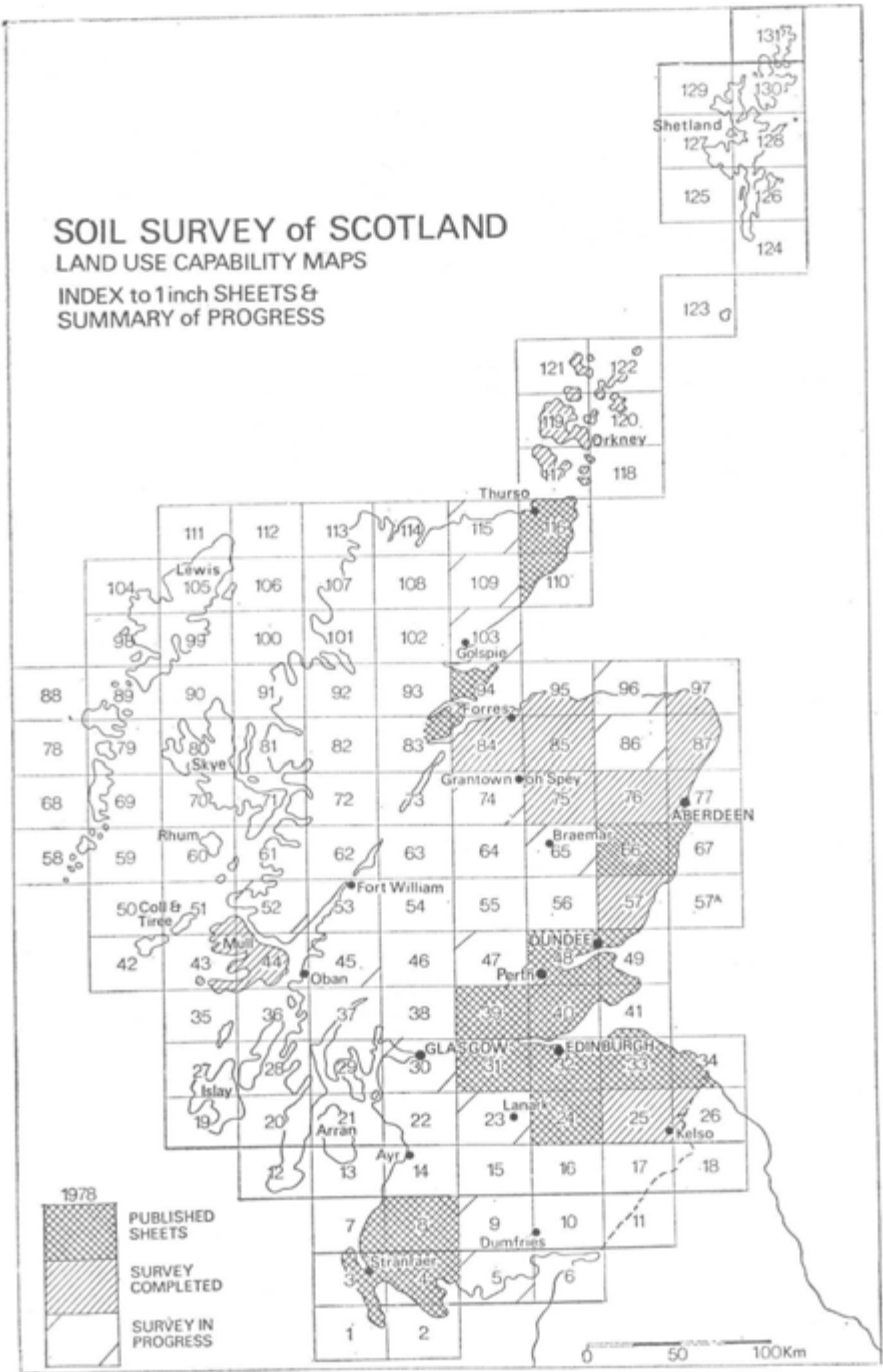 SOIL SURVEY of SCOTLAND
LAND USE CAPABILITY MAPS
INDEX to 1 inch SHEETS &
SUMMARY of PROGRESS
131
129 130
Shetland
127 128
125 126
124
123
121 122
119 120
Orkney
117 118
Thurso
111 112 113 114 115 116
Lewis
104 105 106 107 108 109 110
98 99 100 101 102 103
Golspie
88 89 90 91 92 93 94 95 96 97
Forres
78 79 80 81 82 83 84 85 86 87
Skye
Grantown on Spey
68 69 70 71 72 73 74 75 76 77
ABERDEEN
Rhum
Braemar
58 59 60 61 62 63 64 65 66 67
Fort William
50 51 52 53 54 55 56 57 57A
Coll &
Tiree
Mull
DUNDEE
42 43 44 45 46 47 48 49
Oban
Perth
35 36 37 38 39 40 41
GLASGOW
EDINBURGH
27 28 29 30 31 32 33 34
Islay
19 20 21 22 23 24 25 26
Lanark
Arran
Kelso
Ayr
12 13 14 15 16 17 18
7 8 9 10 11
Dumfries
Stranraer
3 4 5 6
1 2
1978
PUBLISHED
SHEETS
SURVEY
COMPLETED
SURVEY IN
PROGRESS
0 50 100Km